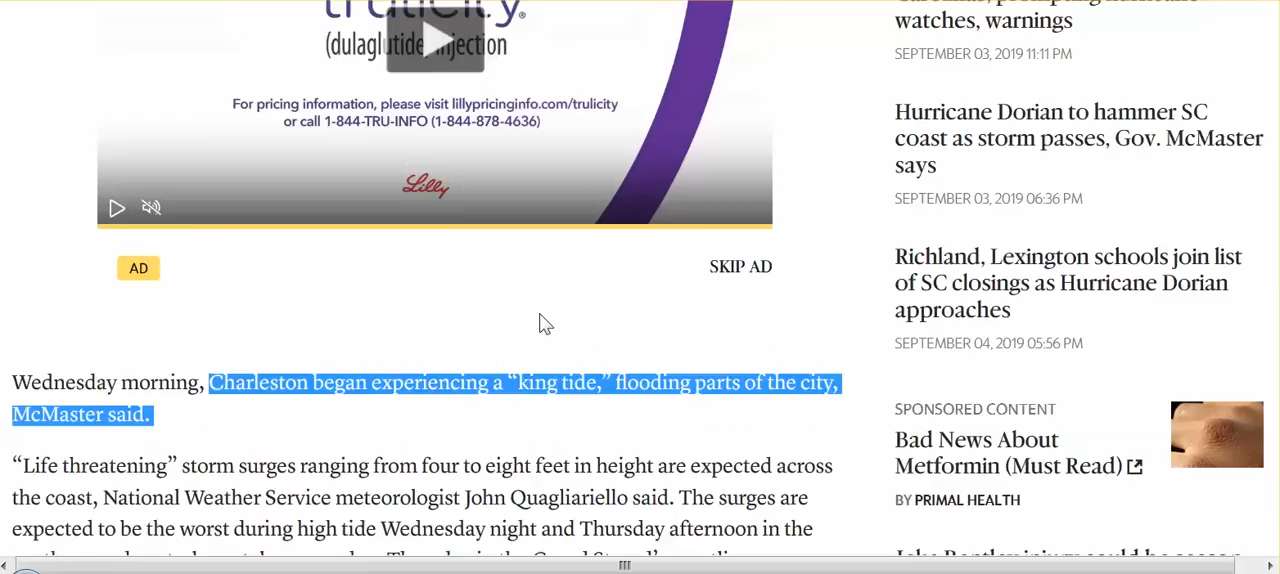 trulicity®
(dulaglutide) injection
For pricing information, please visit lillypricinginfo.com/trulicity
or call 1-844-TRU-INFO (1-844-878-4636)
Lilly
AD
SKIP AD
Wednesday morning, Charleston began experiencing a “king tide,” flooding parts of the city,
McMaster said.
“Life threatening” storm surges ranging from four to eight feet in height are expected across
the coast, National Weather Service meteorologist John Quagliariello said. The surges are
expected to be the worst during high tide Wednesday night and Thursday afternoon in the
watches, warnings
SEPTEMBER 03, 2019 11:11 PM
Hurricane Dorian to hammer SC
coast as storm passes, Gov. McMaster
says
SEPTEMBER 03, 2019 06:36 PM
Richland, Lexington schools join list
of SC closings as Hurricane Dorian
approaches
SEPTEMBER 04, 2019 05:56 PM
SPONSORED CONTENT
Bad News About
Metformin (Must Read)
BY PRIMAL HEALTH